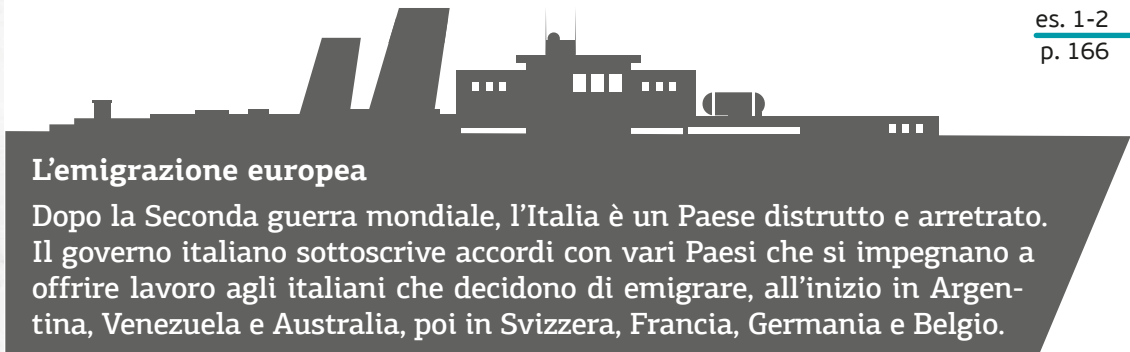 es. 1-2
p. 166
L'emigrazione europea
Dopo la Seconda guerra mondiale, l'Italia è un Paese distrutto e arretrato.
Il governo italiano sottoscrive accordi con vari Paesi che si impegnano a
offrire lavoro agli italiani che decidono di emigrare, all'inizio in Argen-
tina, Venezuela e Australia, poi in Svizzera, Francia, Germania e Belgio.